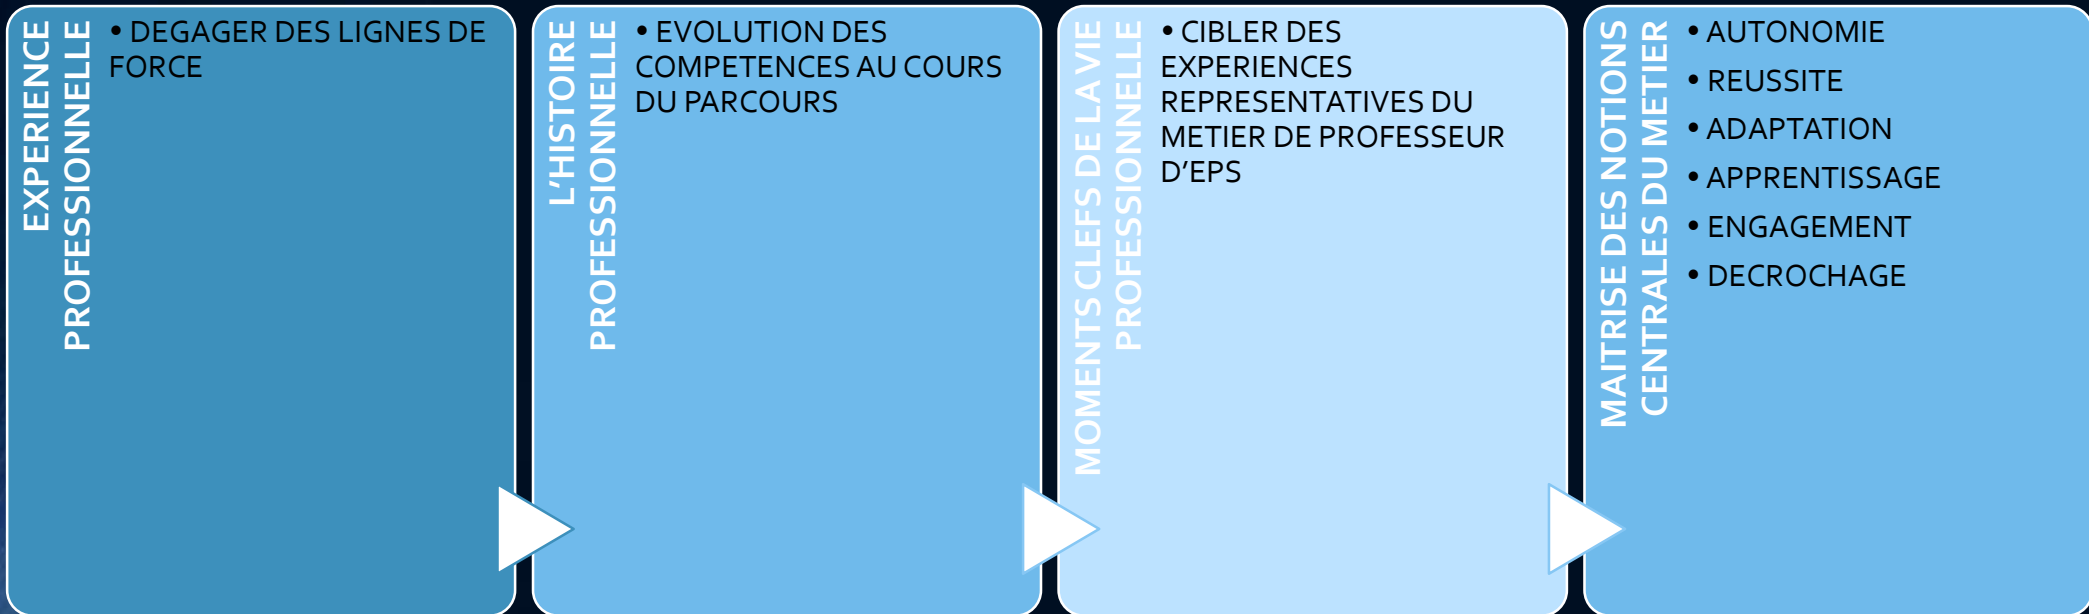 EXPERIENCE
PROFESSIONNELLE
• DEGAGER DES LIGNES DE
FORCE
L'HISTOIRE
PROFESSIONNELLE
• EVOLUTION DES
COMPETENCES AU COURS
DU PARCOURS
MOMENTS CLEFS DE LA VIE
PROFESSIONNELLE
• CIBLER DES
EXPERIENCES
REPRESENTATIVES DU
METIER DE PROFESSEUR
D'EPS
MAITRISE DES NOTIONS
CENTRALES DU METIER
• AUTONOMIE
• REUSSITE
• ADAPTATION
• APPRENTISSAGE
• ENGAGEMENT
• DECROCHAGE